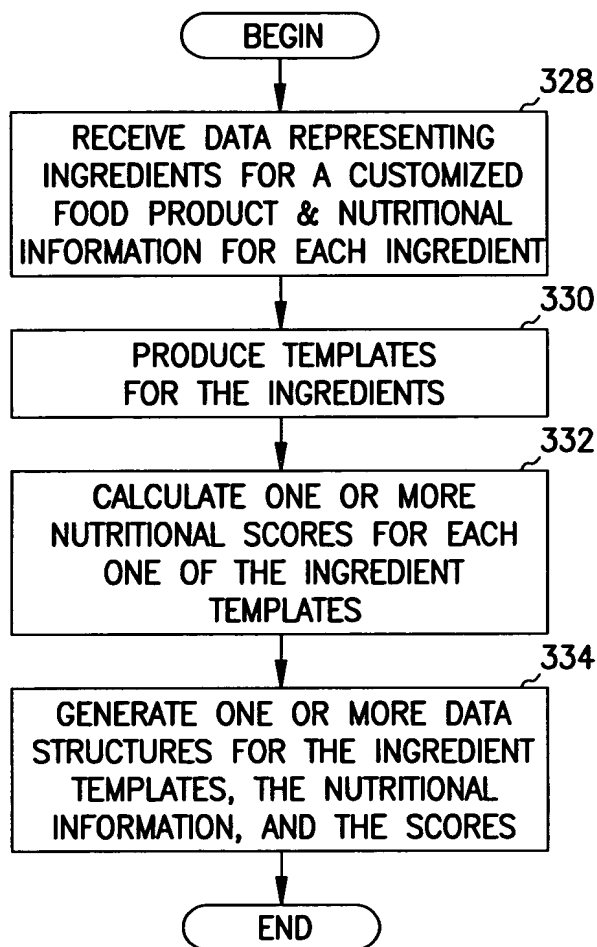 BEGIN
328
RECEIVE DATA REPRESENTING
INGREDIENTS FOR A CUSTOMIZED
FOOD PRODUCT & NUTRITIONAL
INFORMATION FOR EACH INGREDIENT
330
PRODUCE TEMPLATES
FOR THE INGREDIENTS
332
CALCULATE ONE OR MORE
NUTRITIONAL SCORES FOR EACH
ONE OF THE INGREDIENT
TEMPLATES
334
GENERATE ONE OR MORE DATA
STRUCTURES FOR THE INGREDIENT
TEMPLATES, THE NUTRITIONAL
INFORMATION, AND THE SCORES
END